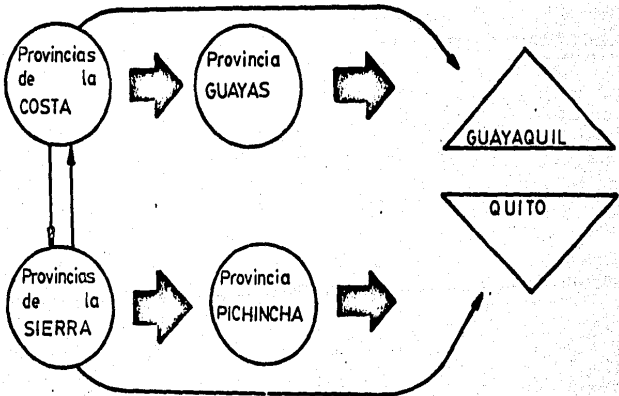 Provincias
de la
COSTA
Provincia
GUAYAS
GUAYAQUIL
QUITO
Provincias
de la
SIERRA
Provincia
PICHINCHA